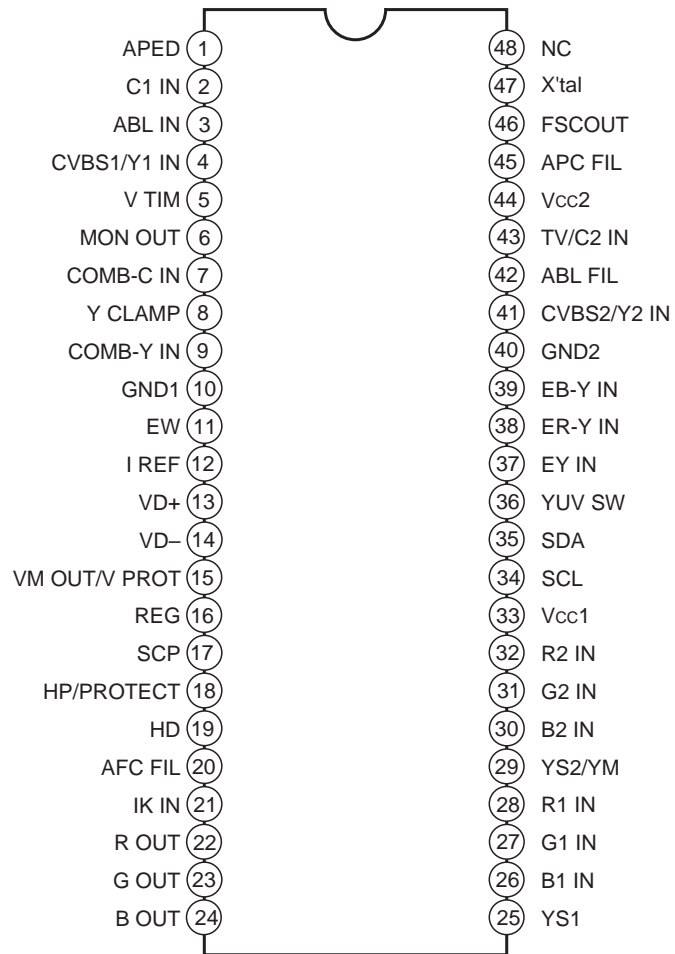 APED 1 48 NC
C1 IN 2 47 X'tal
ABL IN 3 46 FSCOUT
CVBS1/Y1 IN 4 45 APC FIL
V TIM 5 44 Vcc2
MON OUT 6 43 TV/C2 IN
COMB-C IN 7 42 ABL FIL
Y CLAMP 8 41 CVBS2/Y2 IN
COMB-Y IN 9 40 GND2
GND1 10 39 EB-Y IN
EW 11 38 ER-Y IN
I REF 12 37 EY IN
VD+ 13 36 YUV SW
VD– 14 35 SDA
VM OUT/V PROT 15 34 SCL
REG 16 33 Vcc1
SCP 17 32 R2 IN
HP/PROTECT 18 31 G2 IN
HD 19 30 B2 IN
AFC FIL 20 29 YS2/YM
IK IN 21 28 R1 IN
R OUT 22 27 G1 IN
G OUT 23 26 B1 IN
B OUT 24 25 YS1